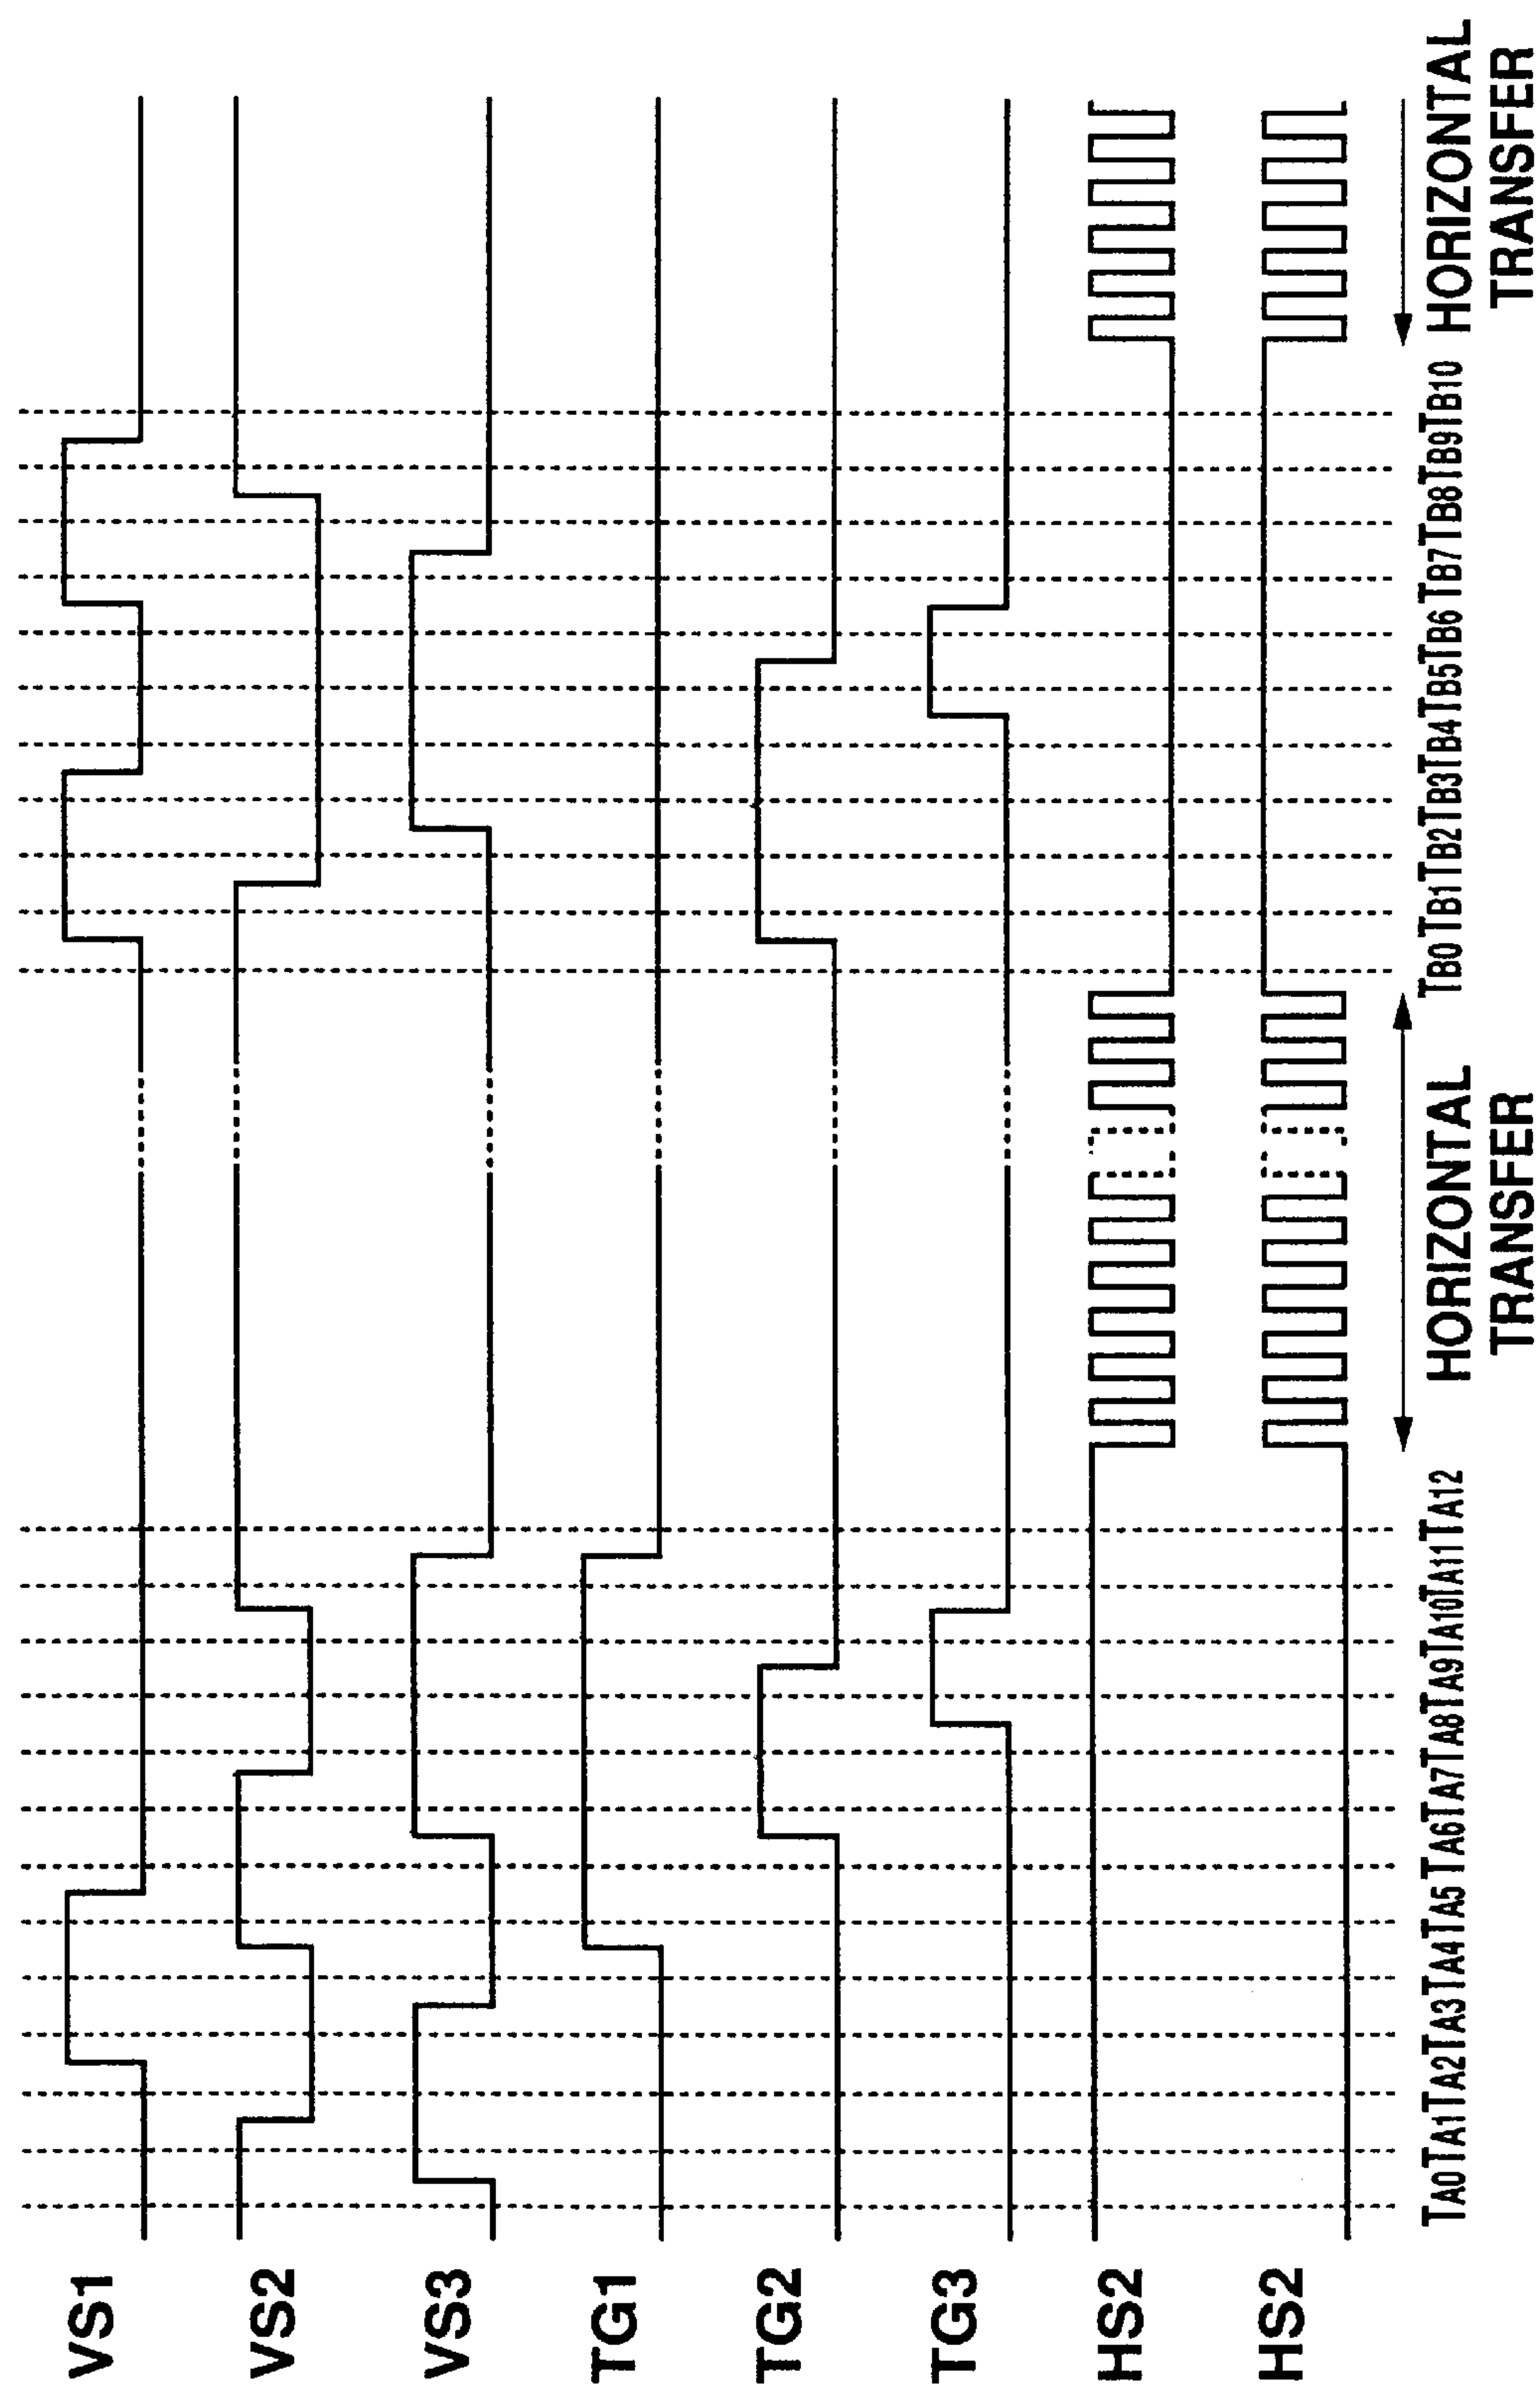 VS1
VS2
VS3
TG1
TG2
TG3
HS2
HS2
TA0 TA1 TA2 TA3 TA4 TA5 TA6 TA7 TA8 TA9 TA10 TA11 TA12
HORIZONTAL
TRANSFER
TB0 TB1 TB2 TB3 TB4 TB5 TB6 TB7 TB8 TB9 TB10
HORIZONTAL
TRANSFER